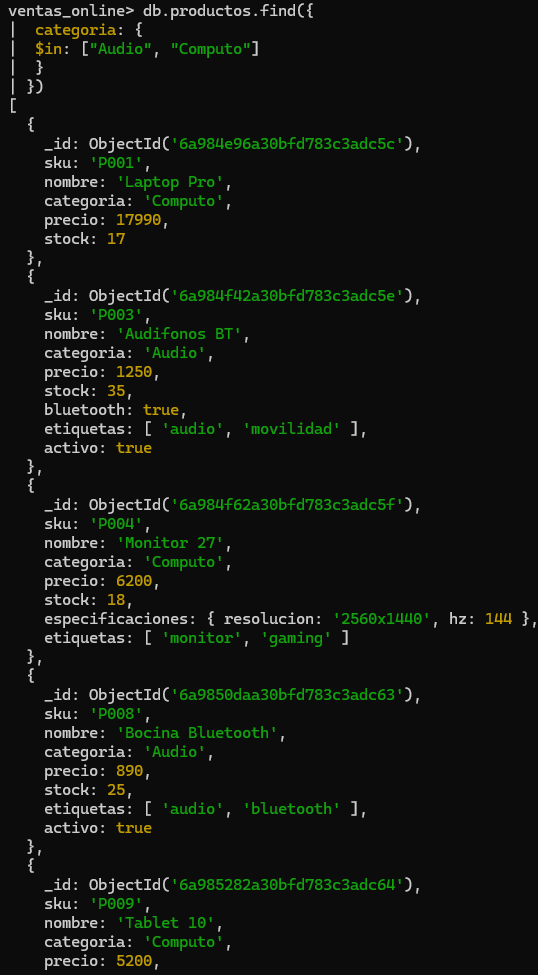 ventas_online> db.productos.find({
|  categoria: {
|  $in: ["Audio", "Computo"]
|  }
| })
[
  {
    _id: ObjectId('6a984e96a30bfd783c3adc5c'),
    sku: 'P001',
    nombre: 'Laptop Pro',
    categoria: 'Computo',
    precio: 17990,
    stock: 17
  },
  {
    _id: ObjectId('6a984f42a30bfd783c3adc5e'),
    sku: 'P003',
    nombre: 'Audifonos BT',
    categoria: 'Audio',
    precio: 1250,
    stock: 35,
    bluetooth: true,
    etiquetas: [ 'audio', 'movilidad' ],
    activo: true
  },
  {
    _id: ObjectId('6a984f62a30bfd783c3adc5f'),
    sku: 'P004',
    nombre: 'Monitor 27',
    categoria: 'Computo',
    precio: 6200,
    stock: 18,
    especificaciones: { resolucion: '2560x1440', hz: 144 },
    etiquetas: [ 'monitor', 'gaming' ]
  },
  {
    _id: ObjectId('6a9850daa30bfd783c3adc63'),
    sku: 'P008',
    nombre: 'Bocina Bluetooth',
    categoria: 'Audio',
    precio: 890,
    stock: 25,
    etiquetas: [ 'audio', 'bluetooth' ],
    activo: true
  },
  {
    _id: ObjectId('6a985282a30bfd783c3adc64'),
    sku: 'P009',
    nombre: 'Tablet 10',
    categoria: 'Computo',
    precio: 5200,